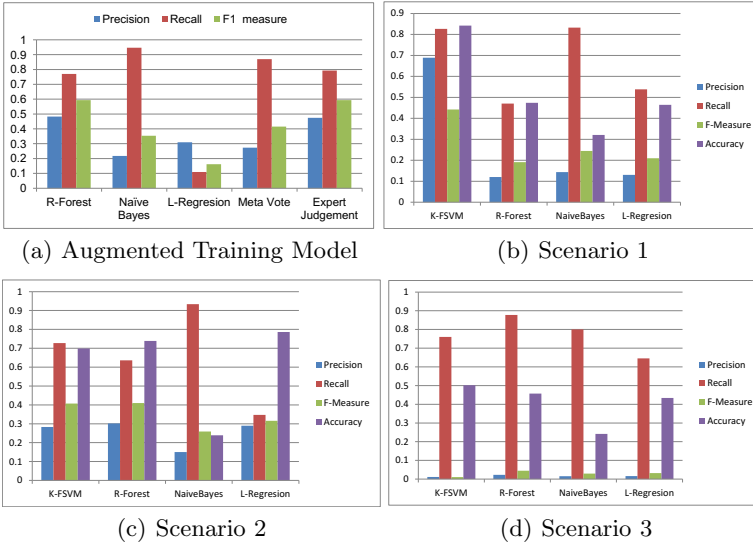 Precision Recall F1 measure
1
0.9
0.8
0.7
0.6
0.5
0.4
0.3
0.2
0.1
0
R-Forest Naïve Bayes L-Regresion Meta Vote Expert Judgement
(a) Augmented Training Model
0.9
0.8
0.7
0.6
0.5
0.4
0.3
0.2
0.1
0
K-FSVM R-Forest NaiveBayes L-Regresion
Precision
Recall
F-Measure
Accuracy
(b) Scenario 1
1
0.9
0.8
0.7
0.6
0.5
0.4
0.3
0.2
0.1
0
K-FSVM R-Forest NaiveBayes L-Regresion
Precision
Recall
F-Measure
Accuracy
(c) Scenario 2
1
0.9
0.8
0.7
0.6
0.5
0.4
0.3
0.2
0.1
0
K-FSVM R-Forest NaiveBayes L-Regresion
Precision
Recall
F-Measure
Accuracy
(d) Scenario 3